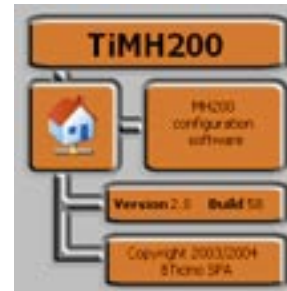 TiMH200
MH200
configuration
software
Version 2.0 Build 58
Copyright 2003/2004
BTicino SPA